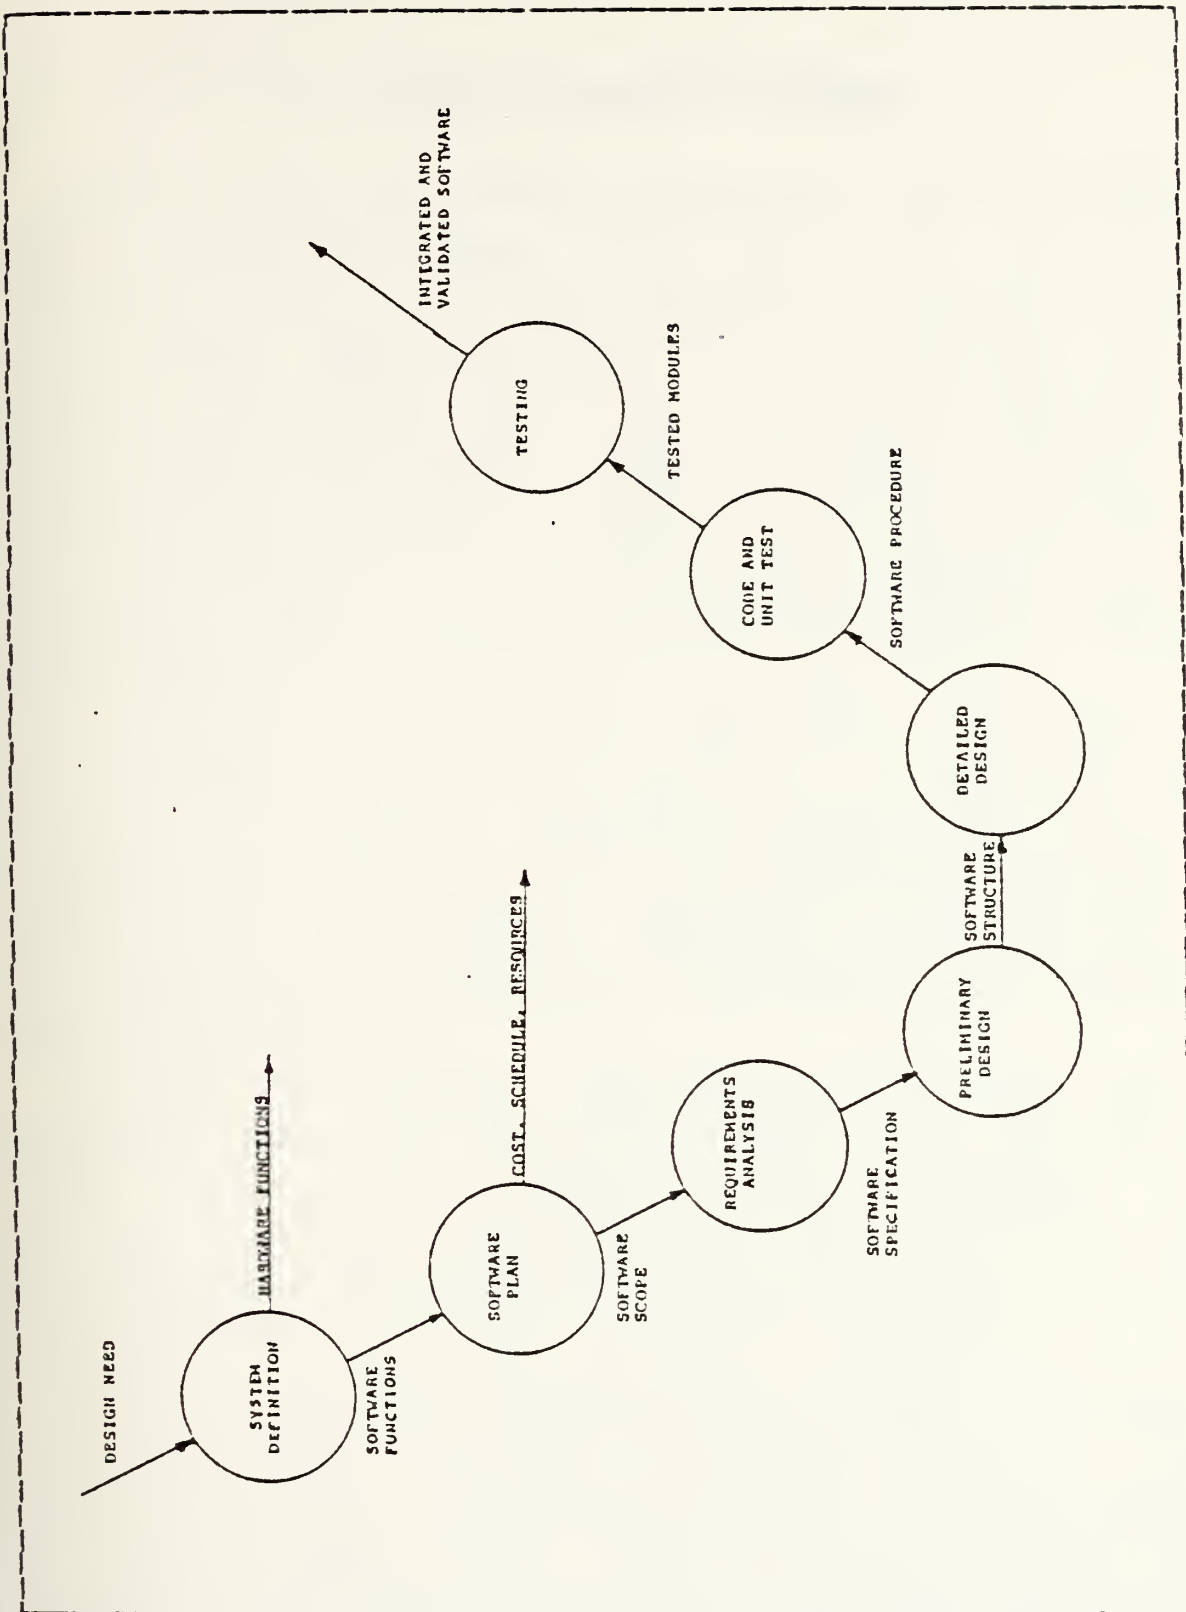 DESIGN NEED
SYSTEM
DEFINITION
HARDWARE FUNCTIONS
SOFTWARE
FUNCTIONS
SOFTWARE
PLAN
COST, SCHEDULE, RESOURCES
SOFTWARE
SCOPE
REQUIREMENTS
ANALYSIS
SOFTWARE
SPECIFICATION
PRELIMINARY
DESIGN
SOFTWARE
STRUCTURE
DETAILED
DESIGN
SOFTWARE PROCEDURE
CODE AND
UNIT TEST
TESTED MODULES
TESTING
INTEGRATED AND
VALIDATED SOFTWARE